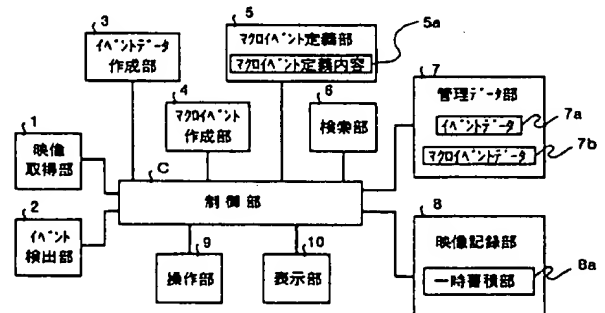 3
イベントデータ
作成部
5
マクロイベント定義部
マクロイベント定義内容
5a
4
マクロイベント
作成部
6
検索部
7
管理データ部
イベントデータ
7a
マクロイベントデータ
7b
1
映像
取得部
C
制御部
2
イベント
検出部
8
映像記録部
一時蓄積部
8a
9
操作部
10
表示部